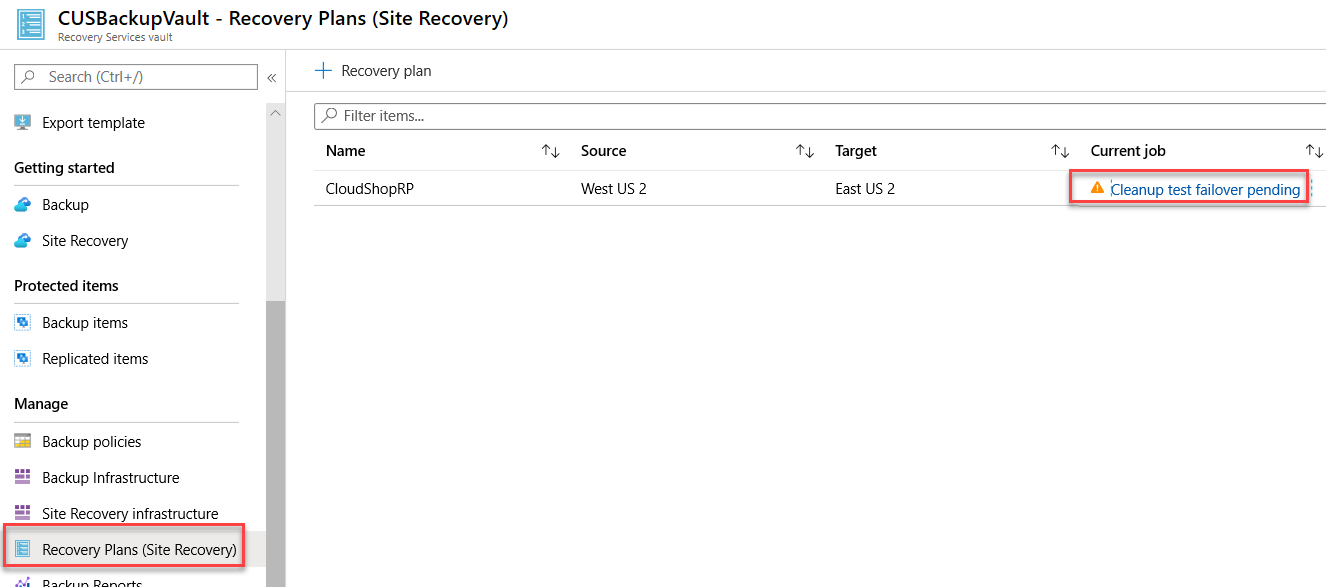 CUSBackupVault - Recovery Plans (Site Recovery)
Recovery Services vault
Search (Ctrl+/)
«
Export template
Getting started
Backup
Site Recovery
Protected items
Backup items
Replicated items
Manage
Backup policies
Backup Infrastructure
Site Recovery infrastructure
Recovery Plans (Site Recovery)
Backup Reports
+ Recovery plan
Filter items...
Name Source Target Current job
CloudShopRP West US 2 East US 2 Cleanup test failover pending